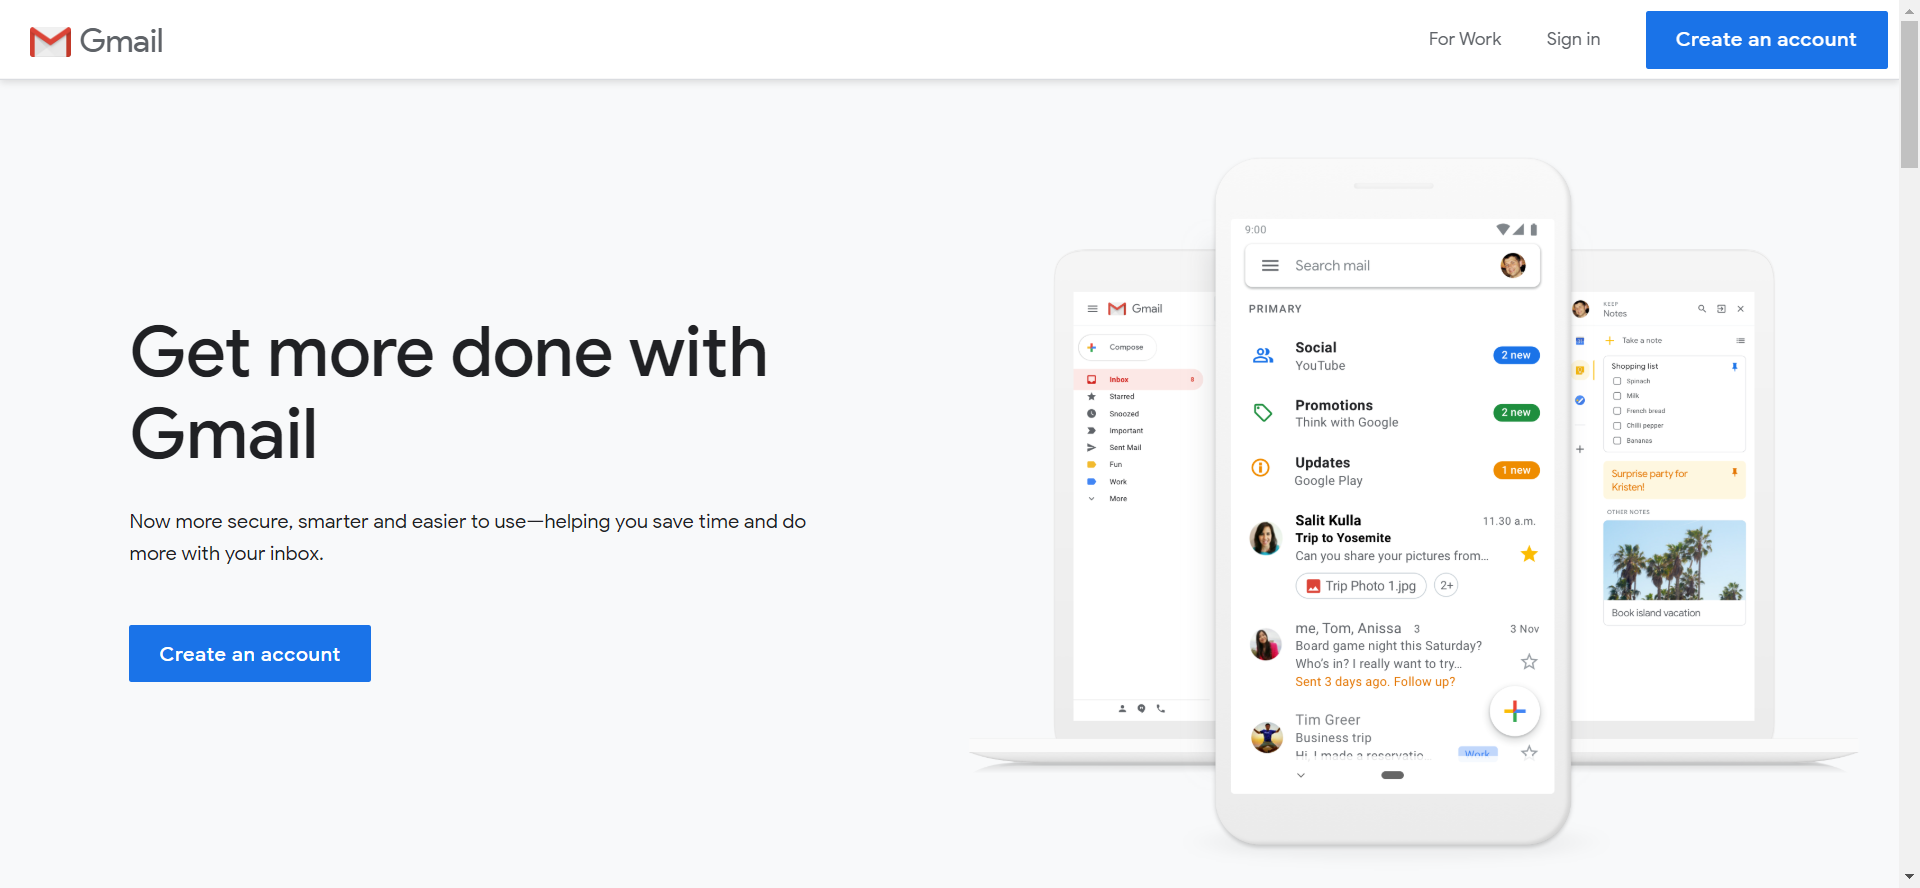 Gmail
For Work
Sign in
Create an account
Get more done with
Gmail
Now more secure, smarter and easier to use—helping you save time and do
more with your inbox.
Create an account
Gmail
Compose
Inbox 8
Starred
Snoozed
Important
Sent Mail
Fun
Work
More
9:00
Search mail
PRIMARY
Social
YouTube
2 new
Promotions
Think with Google
2 new
Updates
Google Play
1 new
Salit Kulla
11.30 a.m.
Trip to Yosemite
Can you share your pictures from...
Trip Photo 1.jpg
2+
me, Tom, Anissa 3
3 Nov
Board game night this Saturday?
Who's in? I really want to try...
Sent 3 days ago. Follow up?
Tim Greer
Business trip
Hi, I made a reservatio...
Work
KEEP
Notes
Take a note
Shopping list
Spinach
Milk
French bread
Chilli pepper
Bananas
Surprise party for
Kristen!
OTHER NOTES
Book island vacation